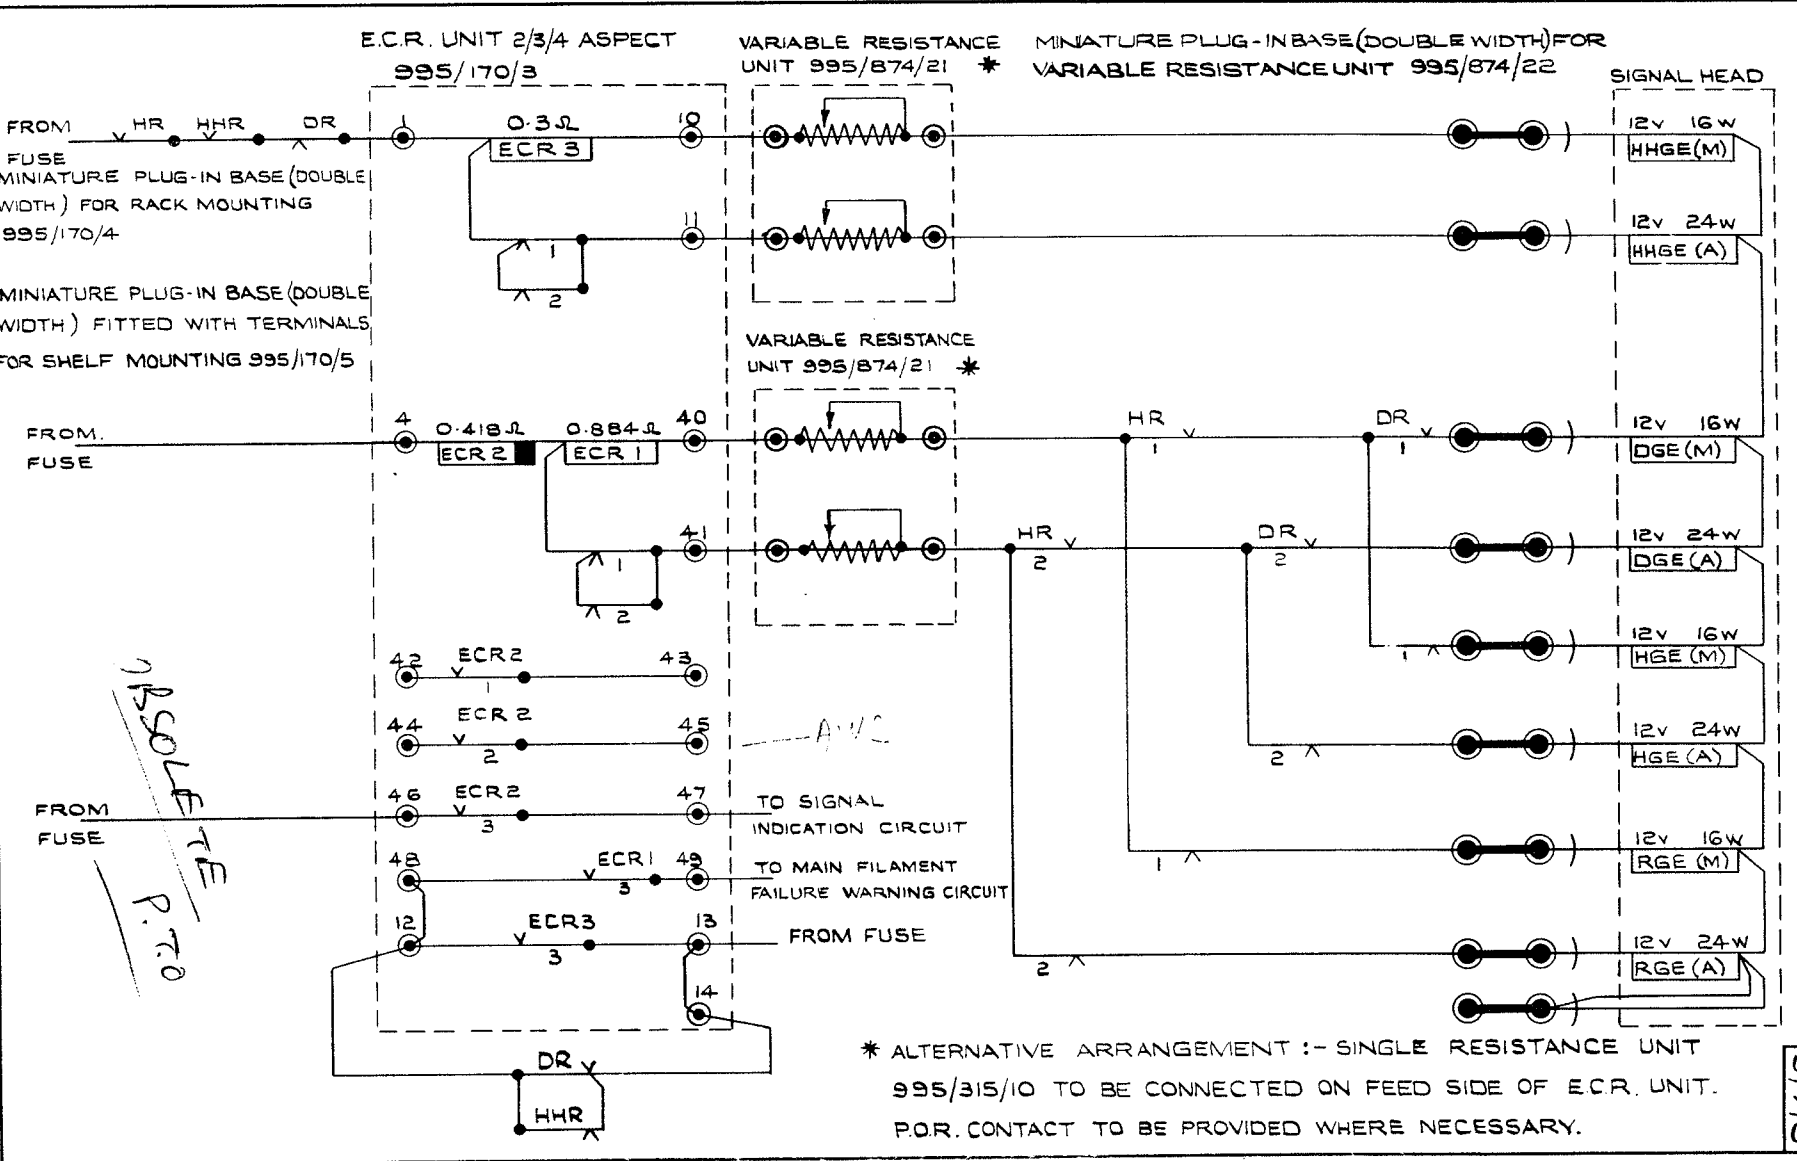 E.C.R. UNIT 2/3/4 ASPECT
995/170/3
VARIABLE RESISTANCE
UNIT 995/874/21 *
MINIATURE PLUG-IN BASE (DOUBLE WIDTH) FOR
VARIABLE RESISTANCE UNIT 995/874/22
SIGNAL HEAD
FROM
FUSE
HR HHR DR
1 0.3Ω 10
ECR 3
12V 16W
HHGE (M)
MINIATURE PLUG-IN BASE (DOUBLE
WIDTH) FOR RACK MOUNTING
995/170/4
11
1
2
12V 24W
HHGE (A)
MINIATURE PLUG-IN BASE (DOUBLE
WIDTH) FITTED WITH TERMINALS
FOR SHELF MOUNTING 995/170/5
VARIABLE RESISTANCE
UNIT 995/874/21 *
FROM.
FUSE
4 0.418Ω 0.884Ω 40
ECR 2 ECR 1
HR
1
DR
1
12V 16W
DGE (M)
41
1
2
HR
2
DR
2
12V 24W
DGE (A)
42 ECR2 43
1
1
12V 16W
HGE (M)
44 ECR2 45
2
2
12V 24W
HGE (A)
FROM
FUSE
46 ECR2 47
3
TO SIGNAL
INDICATION CIRCUIT
48 ECR1 49
3
TO MAIN FILAMENT
FAILURE WARNING CIRCUIT
1
12V 16W
RGE (M)
12 ECR3 13
3
FROM FUSE
2
12V 24W
RGE (A)
14
DR
HHR
OBSOLETE
P.T.O
* ALTERNATIVE ARRANGEMENT :- SINGLE RESISTANCE UNIT
995/315/10 TO BE CONNECTED ON FEED SIDE OF E.C.R. UNIT.
P.O.R. CONTACT TO BE PROVIDED WHERE NECESSARY.